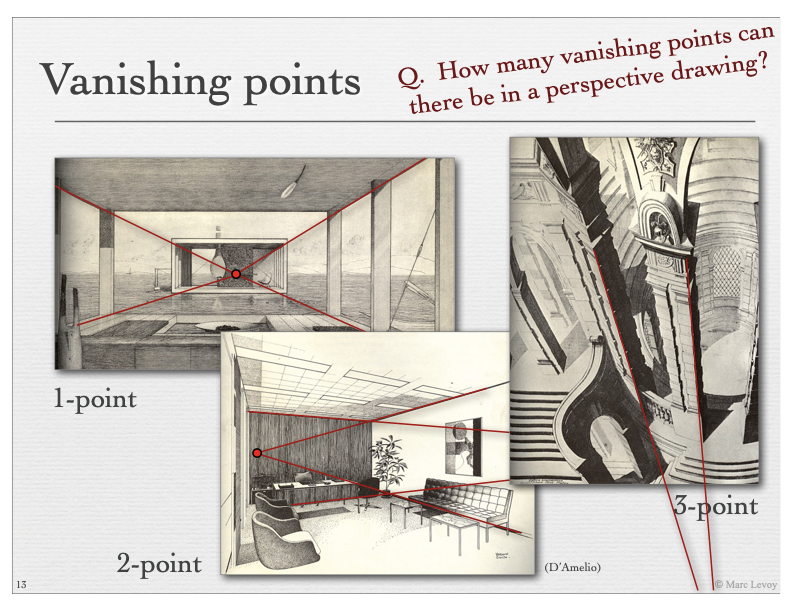 Vanishing points
Q. How many vanishing points can
there be in a perspective drawing?
1-point
2-point
3-point
(D'Amelio)
13
© Marc Levoy